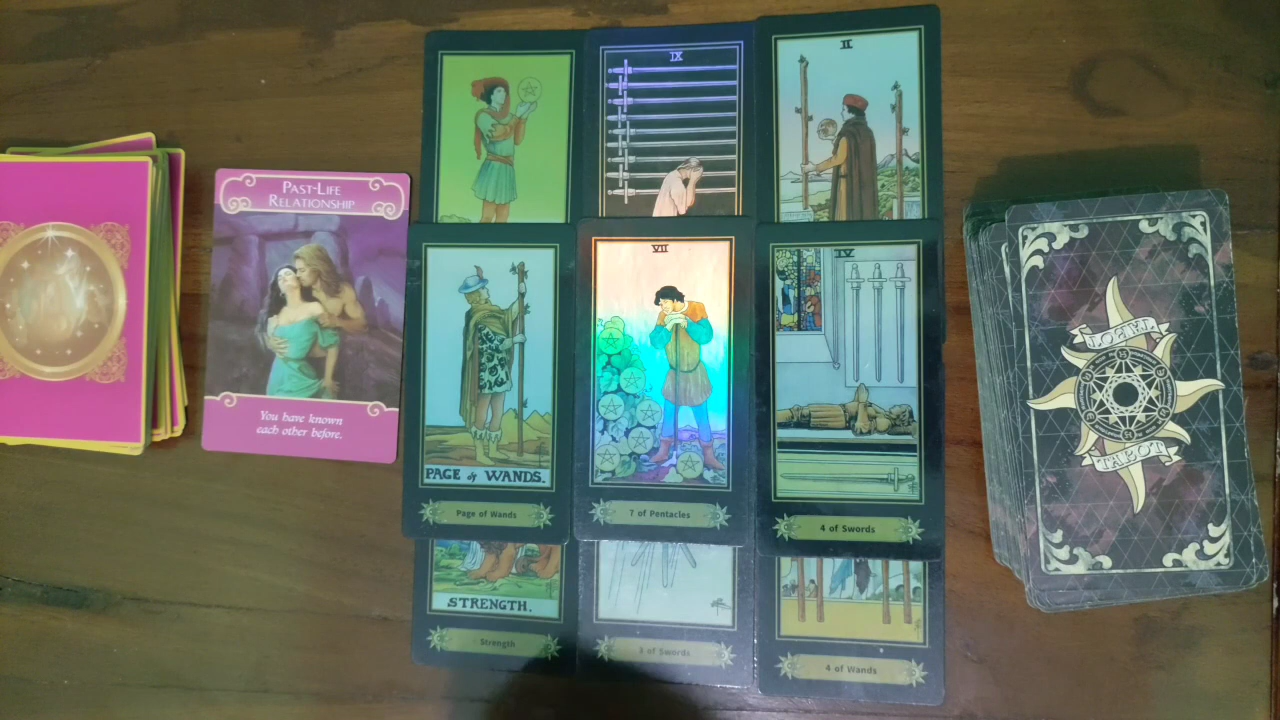 PAST-LIFE
RELATIONSHIP
You have known
each other before.
IX
II
PAGE of WANDS.
Page of Wands
VII
7 of Pentacles
IV
4 of Swords
STRENGTH.
Strength
3 of Swords
4 of Wands
TAROT
TAROT